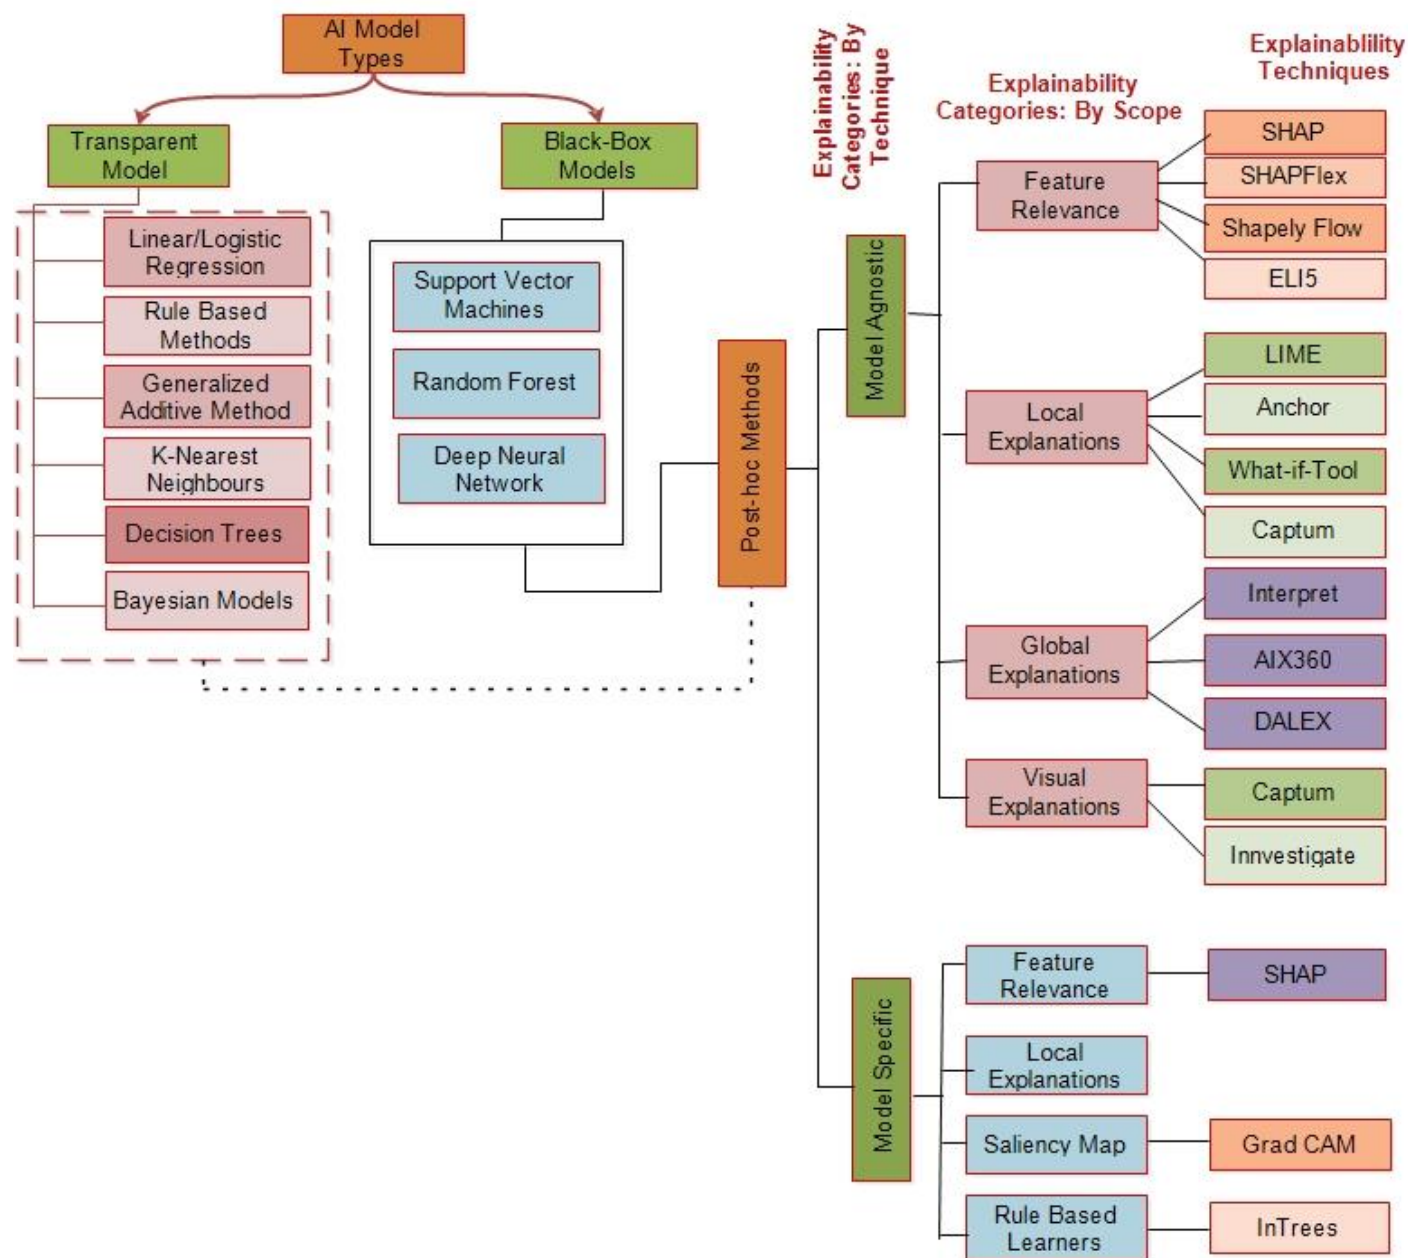 AI Model
Types
Transparent
Model
Black-Box
Models
Linear/Logistic
Regression
Rule Based
Methods
Generalized
Additive Method
K-Nearest
Neighbours
Decision Trees
Bayesian Models
Support Vector
Machines
Random Forest
Deep Neural
Network
Post-hoc Methods
Explainability
Categories: By
Technique
Explainability
Categories: By Scope
Explainablility
Techniques
Model Agnostic
Feature
Relevance
SHAP
SHAPFlex
Shapely Flow
ELI5
Local
Explanations
LIME
Anchor
What-if-Tool
Captum
Global
Explanations
Interpret
AIX360
DALEX
Visual
Explanations
Captum
Innvestigate
Model Specific
Feature
Relevance
SHAP
Local
Explanations
Saliency Map
Grad CAM
Rule Based
Learners
InTrees